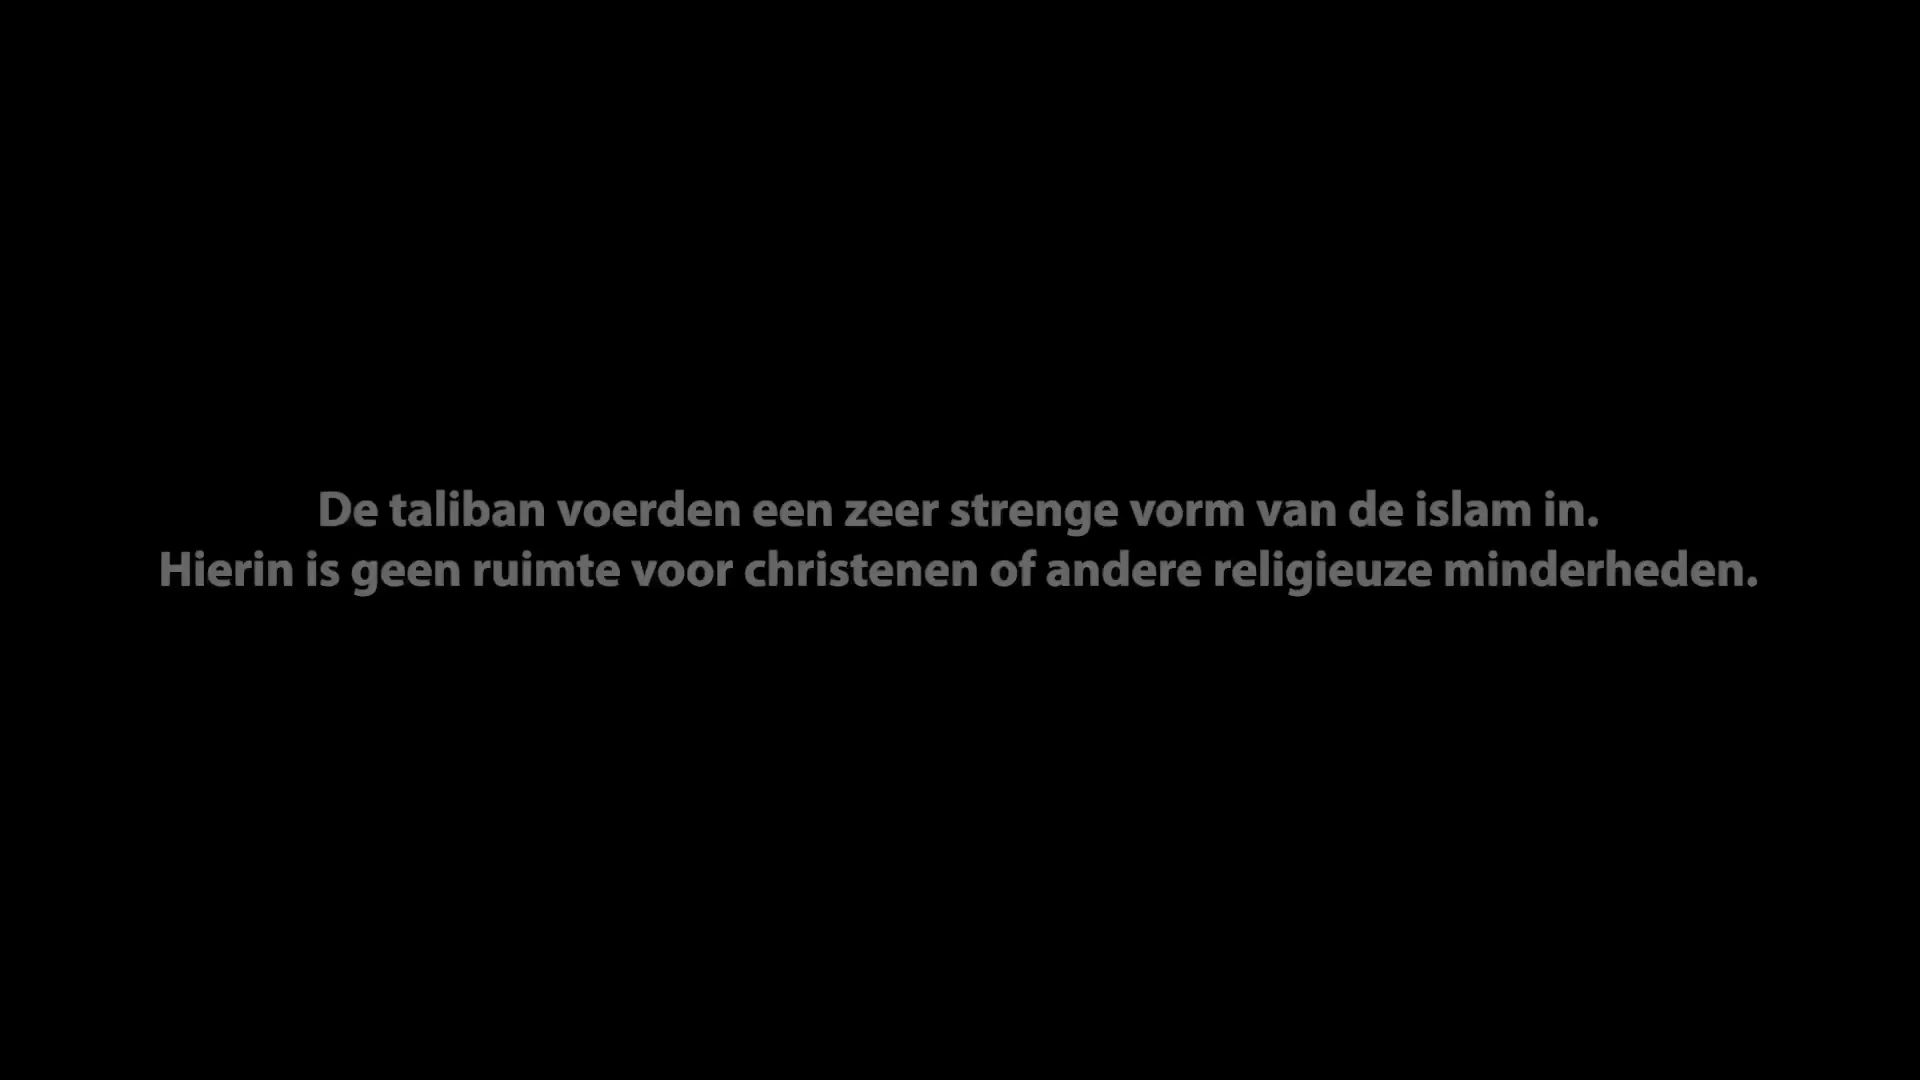 De taliban voerden een zeer strenge vorm van de islam in.
Hierin is geen ruimte voor christenen of andere religieuze minderheden.